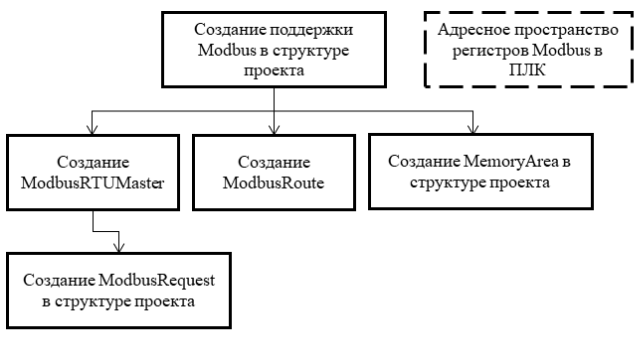 Создание поддержки
Modbus в структуре
проекта
Адресное пространство
регистров Modbus в
ПЛК
Создание
ModbusRTUMaster
Создание
ModbusRoute
Создание MemoryArea в
структуре проекта
Создание ModbusRequest
в структуре проекта